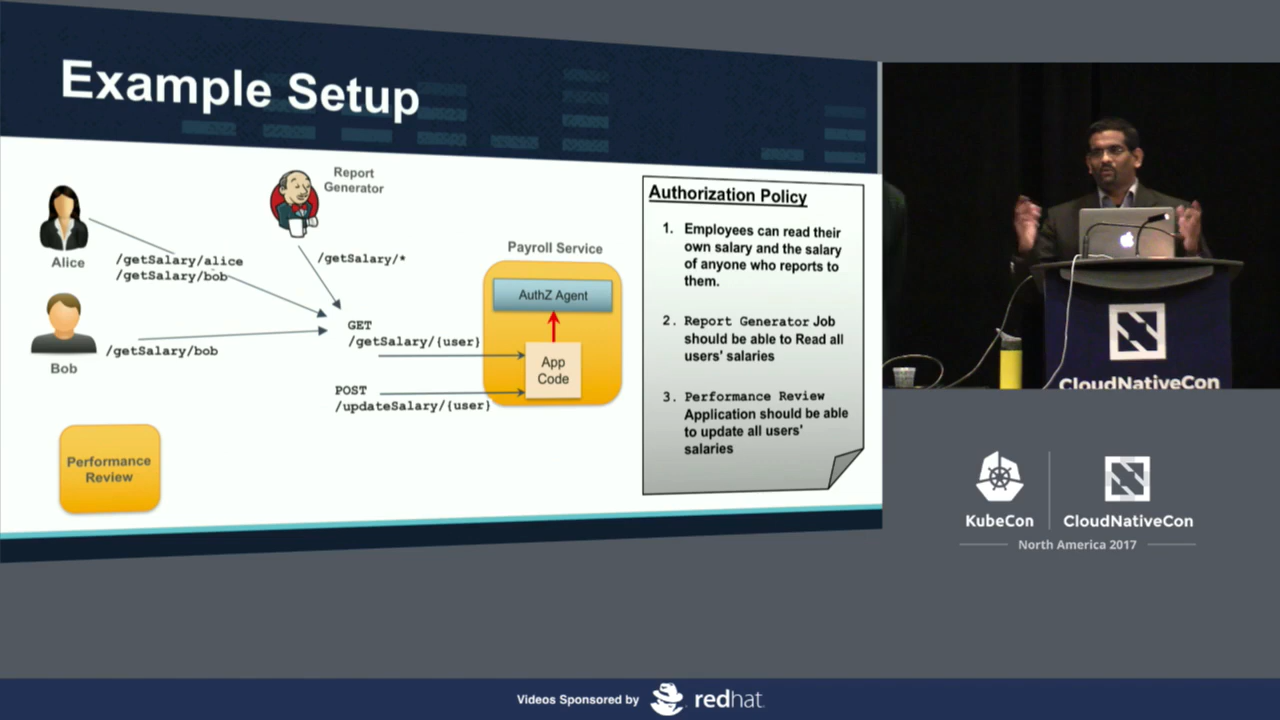 Example Setup
Report
Generator
Alice
/getSalary/alice
/getSalary/bob
/getSalary/*
Bob
/getSalary/bob
GET
/getSalary/{user}
POST
/updateSalary/{user}
Payroll Service
AuthZ Agent
App
Code
Performance
Review
Authorization Policy
1. Employees can read their
own salary and the salary
of anyone who reports to
them.
2. Report Generator Job
should be able to Read all
users' salaries
3. Performance Review
Application should be able
to update all users'
salaries
CloudNativeCon
KubeCon
CloudNativeCon
North America 2017
Videos Sponsored by
redhat.